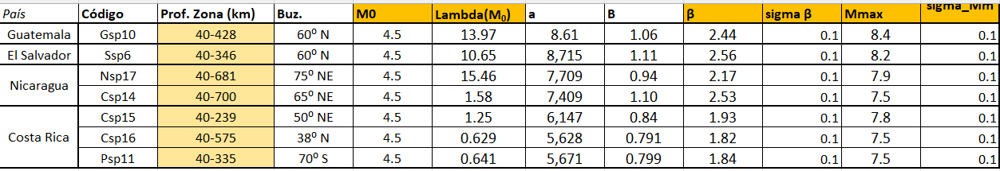 País Código Prof. Zona (km) Buz. M0 Lambda(M₀) a B β sigma β Mmax sigma_Mm
Guatemala Gsp10 40-428 60⁰ N 4.5 13.97 8.61 1.06 2.44 0.1 8.4 0.1
El Salvador Ssp6 40-346 60⁰ N 4.5 10.65 8,715 1.11 2.56 0.1 8.2 0.1
Nicaragua Nsp17 40-681 75⁰ NE 4.5 15.46 7,709 0.94 2.17 0.1 7.9 0.1
Csp14 40-700 65⁰ NE 4.5 1.58 7,409 1.10 2.53 0.1 7.5 0.1
Costa Rica Csp15 40-239 50⁰ NE 4.5 1.25 6,147 0.84 1.93 0.1 7.8 0.1
Csp16 40-575 38⁰ N 4.5 0.629 5,628 0.791 1.82 0.1 7.5 0.1
Psp11 40-335 70⁰ S 4.5 0.641 5,671 0.799 1.84 0.1 7.5 0.1